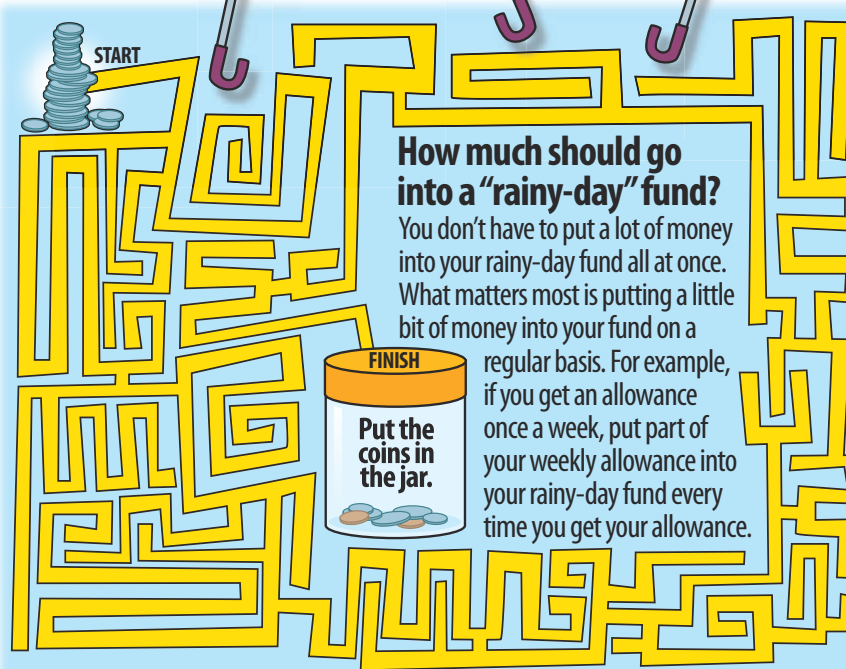 START
How much should go
into a “rainy-day” fund?
You don’t have to put a lot of money
into your rainy-day fund all at once.
What matters most is putting a little
bit of money into your fund on a
regular basis. For example,
if you get an allowance
once a week, put part of
your weekly allowance into
your rainy-day fund every
time you get your allowance.
FINISH
Put the
coins in
the jar.